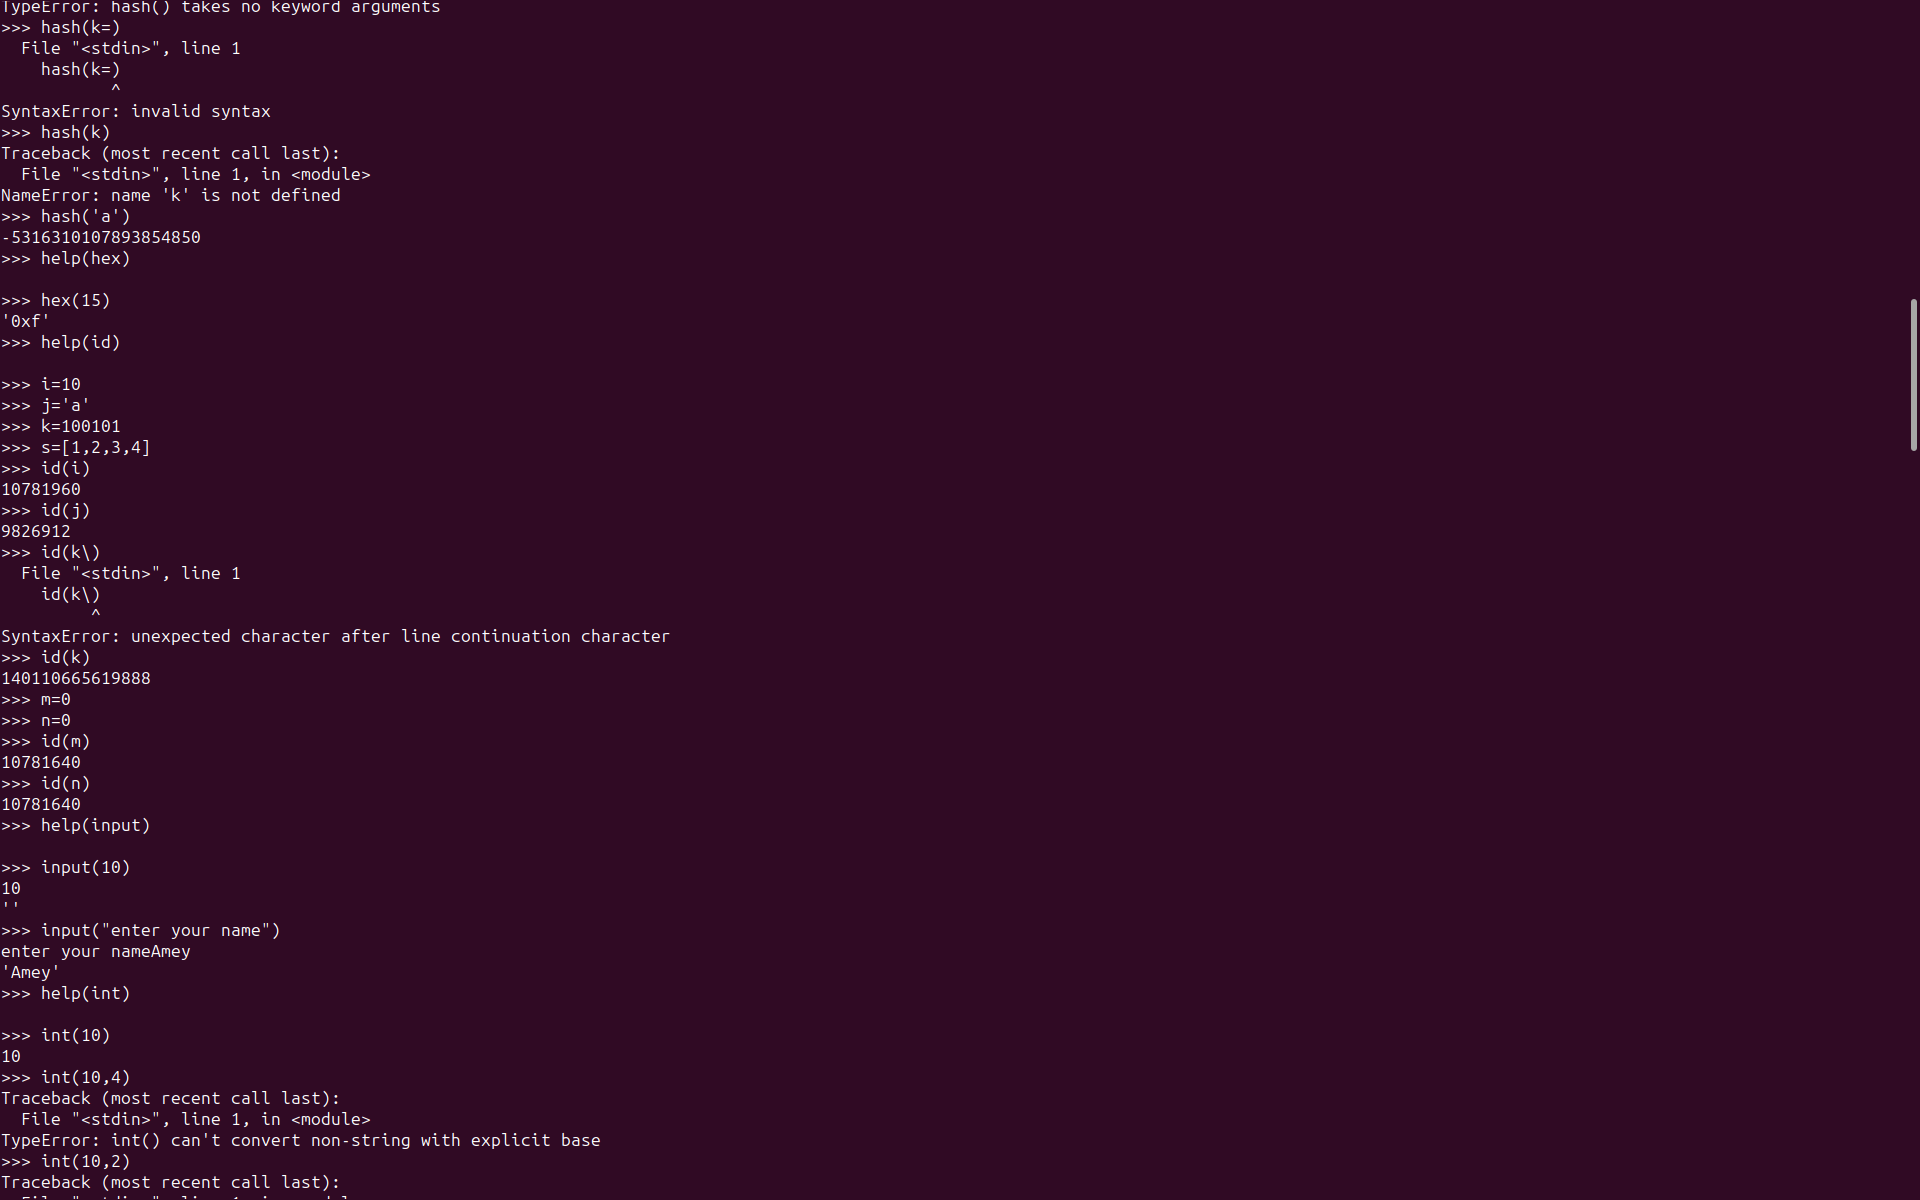 TypeError: hash() takes no keyword arguments
>>> hash(k=)
  File "<stdin>", line 1
    hash(k=)
           ^
SyntaxError: invalid syntax
>>> hash(k)
Traceback (most recent call last):
  File "<stdin>", line 1, in <module>
NameError: name 'k' is not defined
>>> hash('a')
-5316310107893854850
>>> help(hex)

>>> hex(15)
'0xf'
>>> help(id)

>>> i=10
>>> j='a'
>>> k=100101
>>> s=[1,2,3,4]
>>> id(i)
10781960
>>> id(j)
9826912
>>> id(k\)
  File "<stdin>", line 1
    id(k\)
         ^
SyntaxError: unexpected character after line continuation character
>>> id(k)
140110665619888
>>> m=0
>>> n=0
>>> id(m)
10781640
>>> id(n)
10781640
>>> help(input)

>>> input(10)
10
''
>>> input("enter your name")
enter your nameAmey
'Amey'
>>> help(int)

>>> int(10)
10
>>> int(10,4)
Traceback (most recent call last):
  File "<stdin>", line 1, in <module>
TypeError: int() can't convert non-string with explicit base
>>> int(10,2)
Traceback (most recent call last):